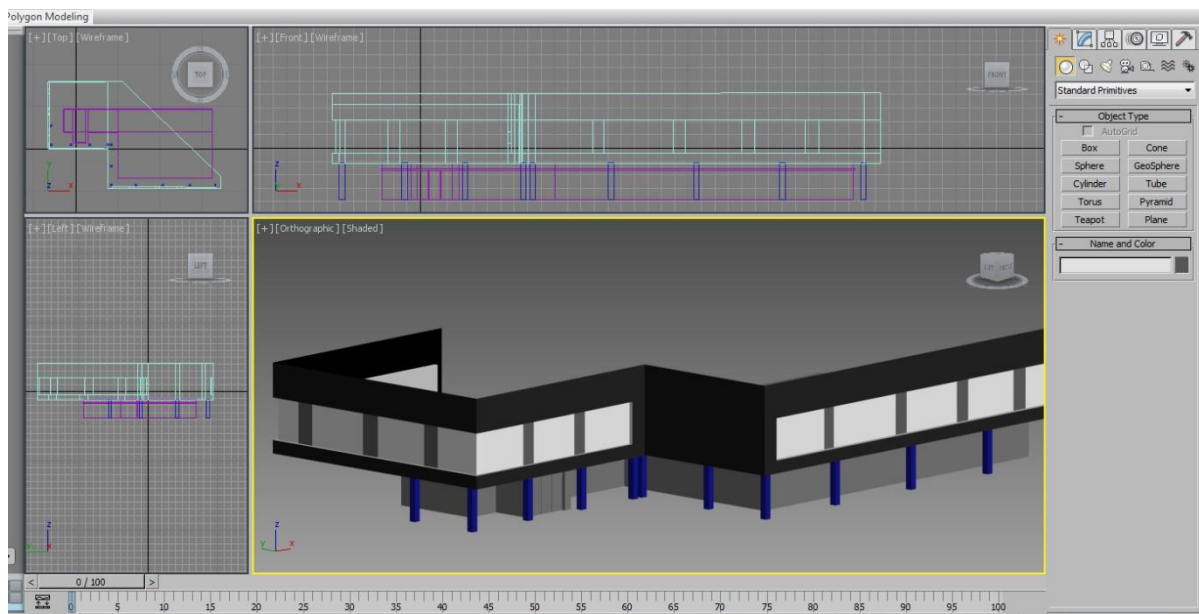 Polygon Modeling
[+] [Top] [Wireframe]
TOP
[+] [Front] [Wireframe]
FRONT
Standard Primitives
- Object Type
AutoGrid
Box Cone
Sphere GeoSphere
Cylinder Tube
Torus Pyramid
Teapot Plane
- Name and Color
y
z x
z
x
[+] [Left] [Wireframe]
LEFT
[+] [Orthographic] [Shaded]
z
y x
z
y x
< 0 / 100 >
0 5 10 15 20 25 30 35 40 45 50 55 60 65 70 75 80 85 90 95 100